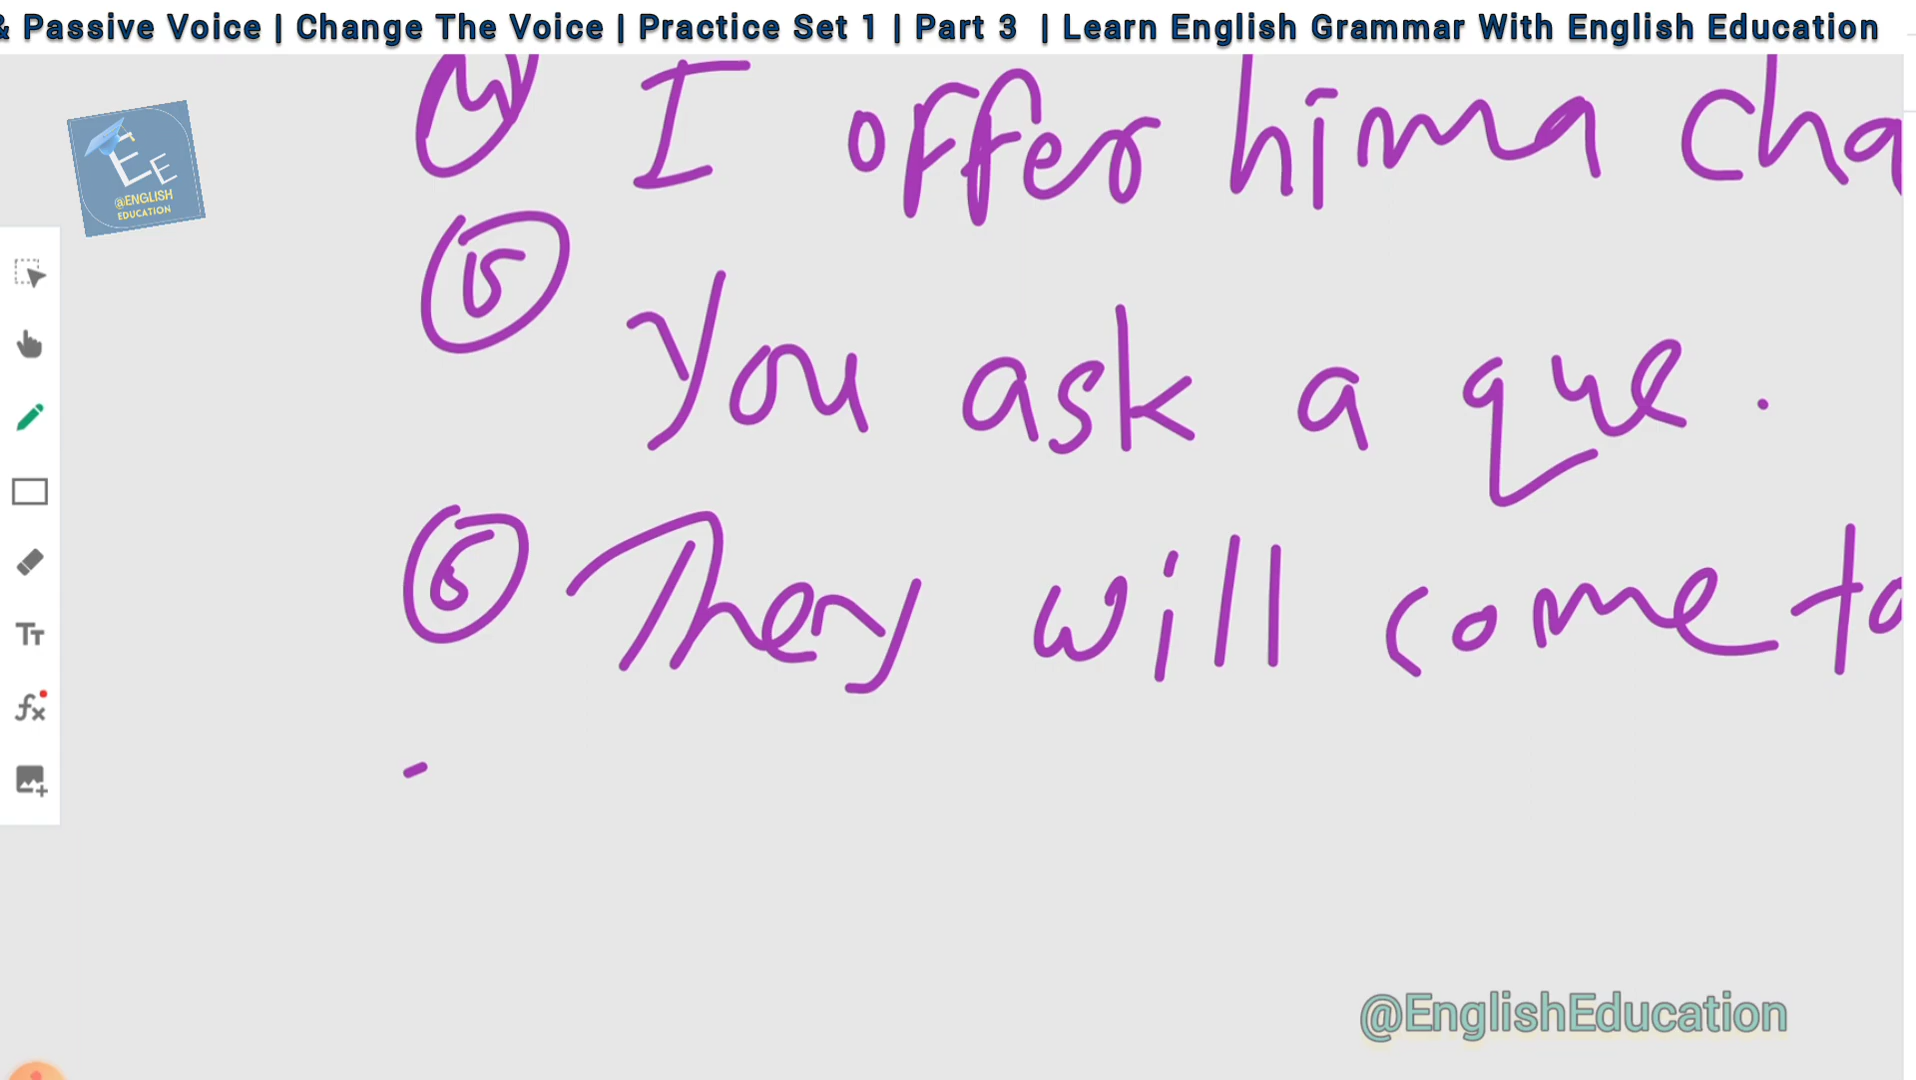 & Passive Voice | Change The Voice | Practice Set 1 | Part 3 | Learn English Grammar With English Education
EE
@ENGLISH
EDUCATION
I offer him a cha
5 You ask a que.
6 They will come to
Tт
fx
@EnglishEducation